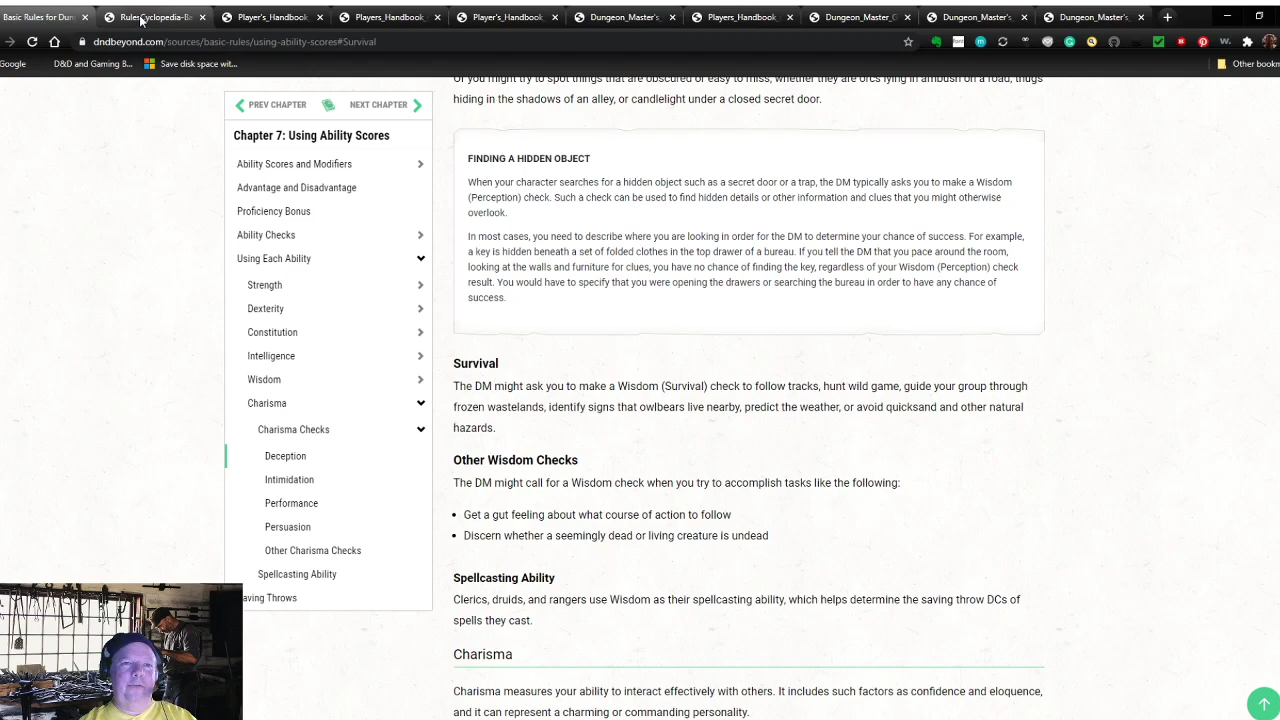 Basic Rules for Dun
RulesCyclopedia-Ba
Player's_Handbook_
Players_Handbook_
Player's_Handbook_
Dungeon_Master's_
Players_Handbook_
Dungeon_Master_G
Dungeon_Master's_
Dungeon_Master's_
dndbeyond.com/sources/basic-rules/using-ability-scores#Survival
Google
D&D and Gaming B...
Save disk space wit...
Other bookm
Or you might try to spot things that are obscured or easy to miss, whether they are orcs lying in ambush on a road, thugs
hiding in the shadows of an alley, or candlelight under a closed secret door.
PREV CHAPTER
NEXT CHAPTER
Chapter 7: Using Ability Scores
Ability Scores and Modifiers
Advantage and Disadvantage
Proficiency Bonus
Ability Checks
Using Each Ability
Strength
Dexterity
Constitution
Intelligence
Wisdom
Charisma
Charisma Checks
Deception
Intimidation
Performance
Persuasion
Other Charisma Checks
Spellcasting Ability
aving Throws
FINDING A HIDDEN OBJECT
When your character searches for a hidden object such as a secret door or a trap, the DM typically asks you to make a Wisdom
(Perception) check. Such a check can be used to find hidden details or other information and clues that you might otherwise
overlook.
In most cases, you need to describe where you are looking in order for the DM to determine your chance of success. For example,
a key is hidden beneath a set of folded clothes in the top drawer of a bureau. If you tell the DM that you pace around the room,
looking at the walls and furniture for clues, you have no chance of finding the key, regardless of your Wisdom (Perception) check
result. You would have to specify that you were opening the drawers or searching the bureau in order to have any chance of
success.
Survival
The DM might ask you to make a Wisdom (Survival) check to follow tracks, hunt wild game, guide your group through
frozen wastelands, identify signs that owlbears live nearby, predict the weather, or avoid quicksand and other natural
hazards.
Other Wisdom Checks
The DM might call for a Wisdom check when you try to accomplish tasks like the following:
• Get a gut feeling about what course of action to follow
• Discern whether a seemingly dead or living creature is undead
Spellcasting Ability
Clerics, druids, and rangers use Wisdom as their spellcasting ability, which helps determine the saving throw DCs of
spells they cast.
Charisma
Charisma measures your ability to interact effectively with others. It includes such factors as confidence and eloquence,
and it can represent a charming or commanding personality.